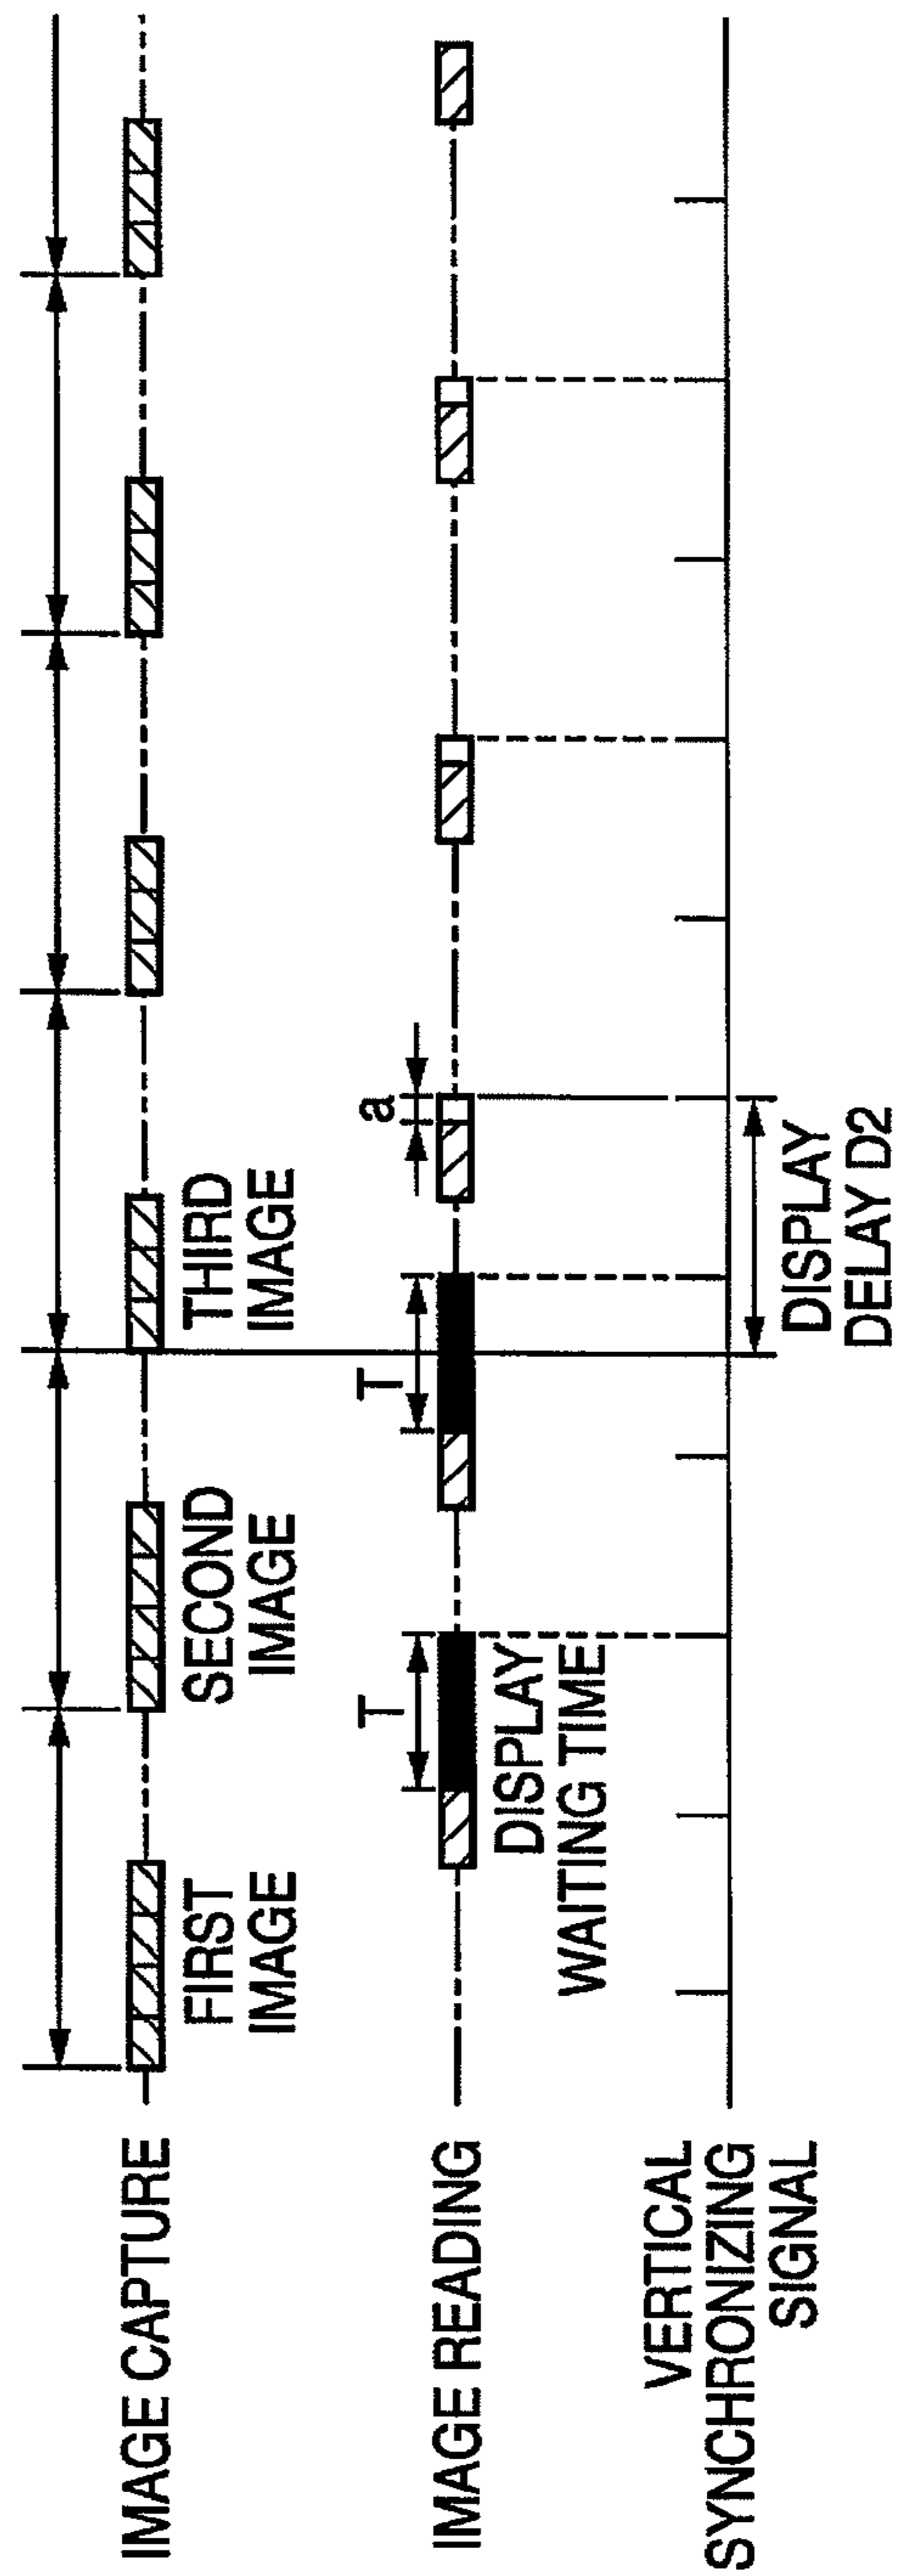 IMAGE CAPTURE
FIRST
IMAGE
SECOND
IMAGE
THIRD
IMAGE
IMAGE READING
T
T
a
DISPLAY
WAITING TIME
VERTICAL
SYNCHRONIZING
SIGNAL
DISPLAY
DELAY D2